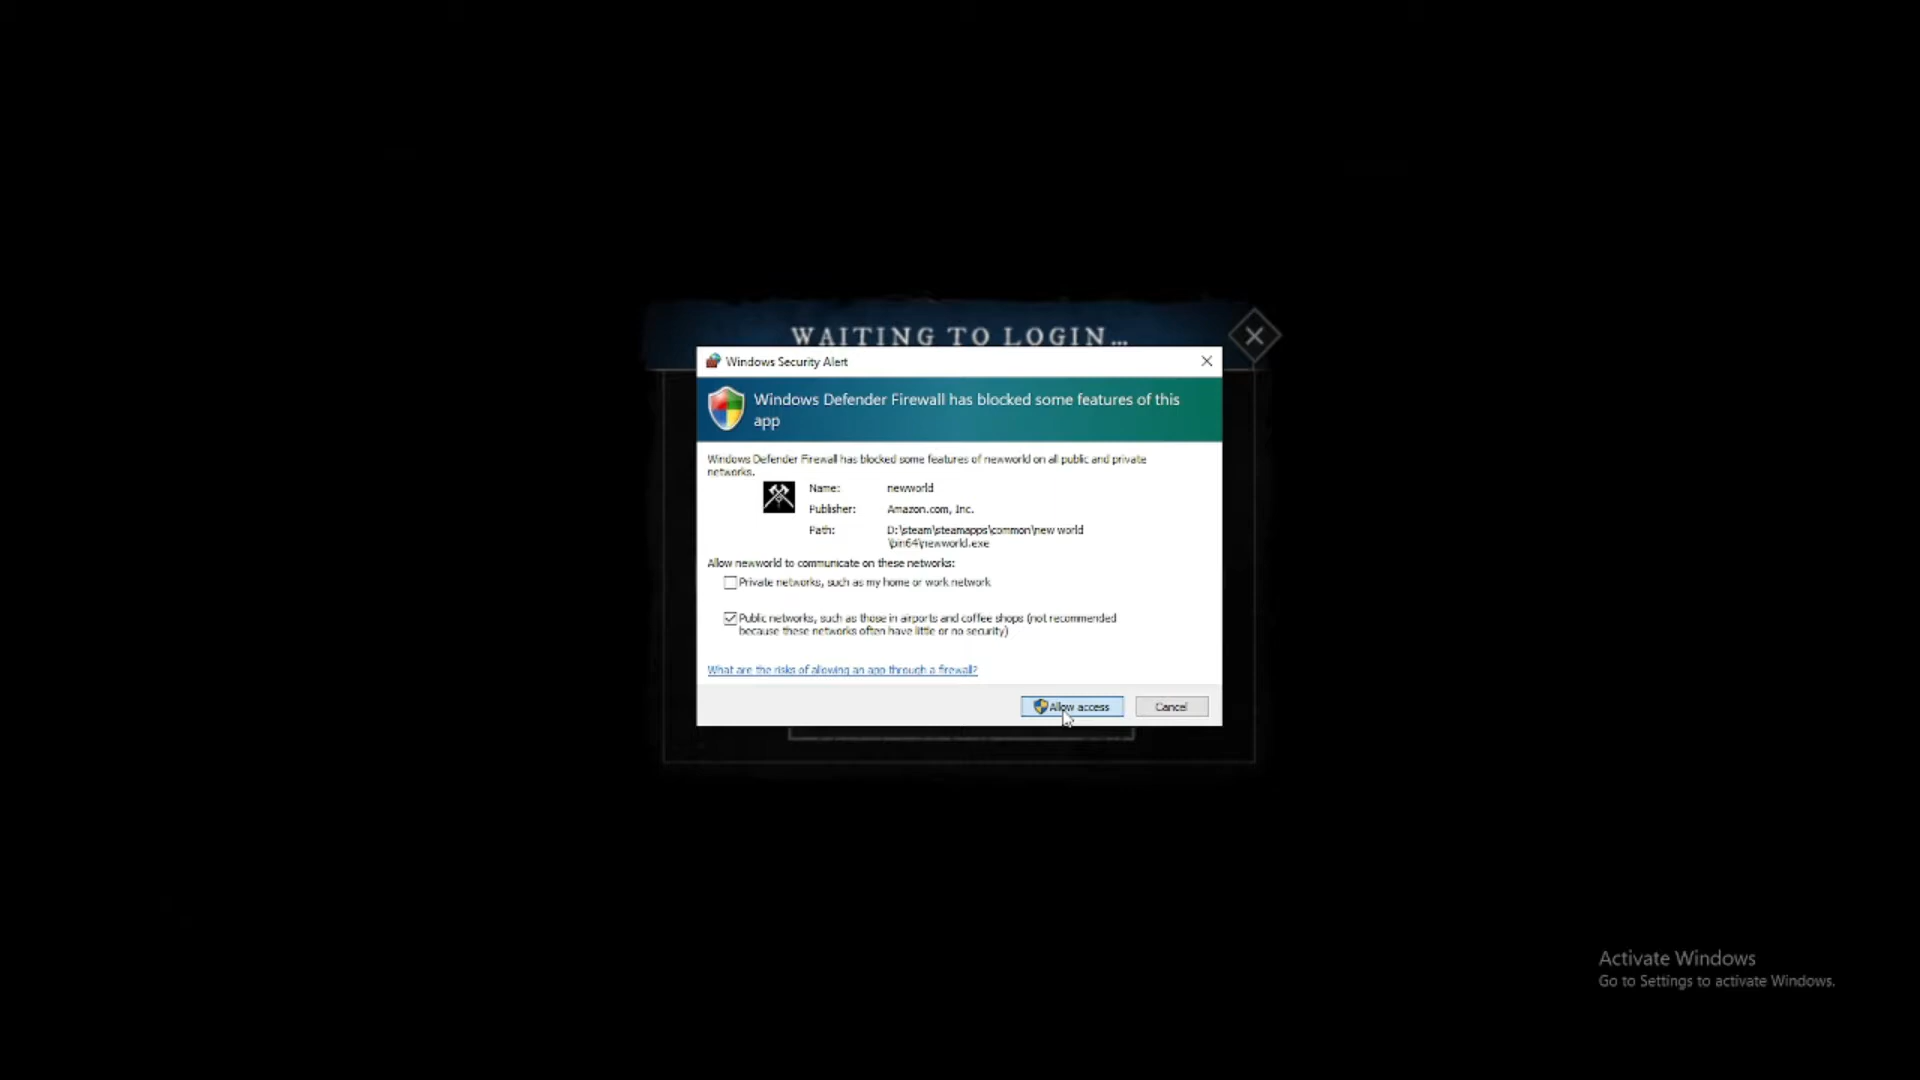 WAITING TO LOGIN...
Windows Security Alert
Windows Defender Firewall has blocked some features of this
app
Windows Defender Firewall has blocked some features of newworld on all public and private
networks.
Name: newworld
Publisher: Amazon.com, Inc.
Path: D:\steam\steamapps\common\new world
\bin64\newworld.exe
Allow newworld to communicate on these networks:
Private networks, such as my home or work network
Public networks, such as those in airports and coffee shops (not recommended
because these networks often have little or no security)
What are the risks of allowing an app through a firewall?
Allow access Cancel
Activate Windows
Go to Settings to activate Windows.